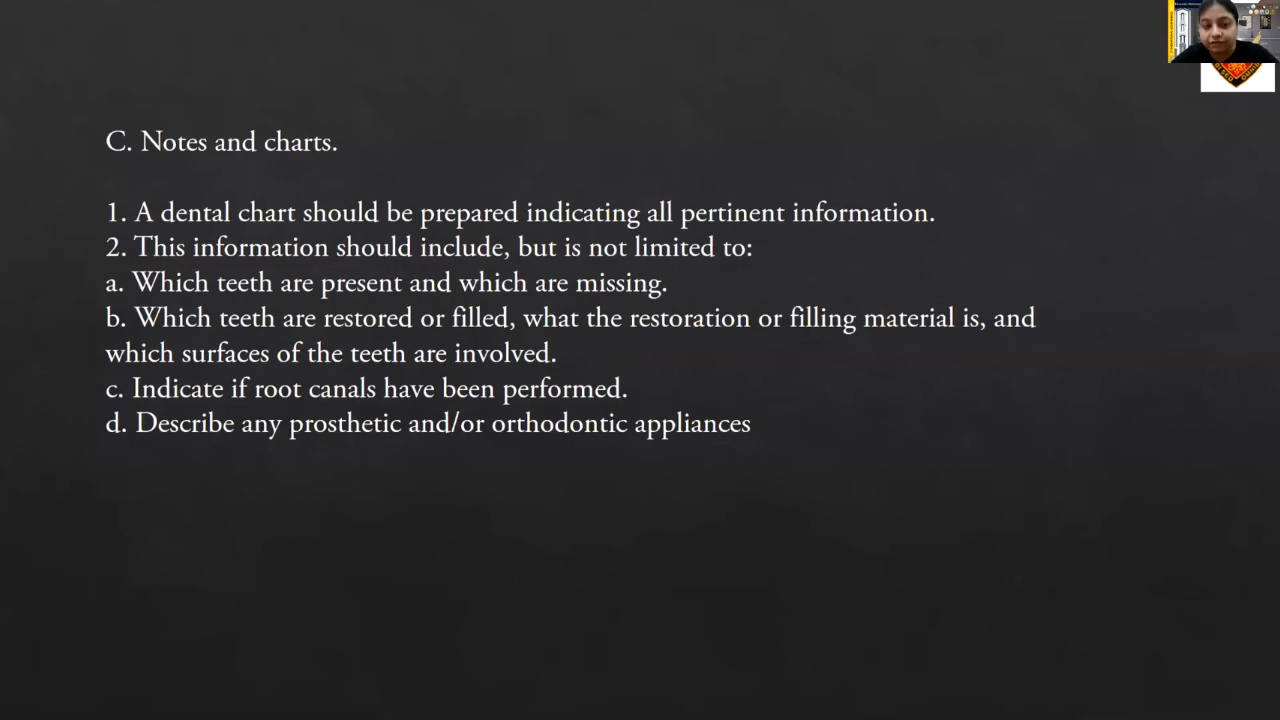 C. Notes and charts.
1. A dental chart should be prepared indicating all pertinent information.
2. This information should include, but is not limited to:
a. Which teeth are present and which are missing.
b. Which teeth are restored or filled, what the restoration or filling material is, and
which surfaces of the teeth are involved.
c. Indicate if root canals have been performed.
d. Describe any prosthetic and/or orthodontic appliances